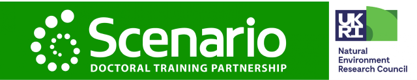 Scenario
DOCTORAL TRAINING PARTNERSHIP
UK
RI
Natural
Environment
Research Council